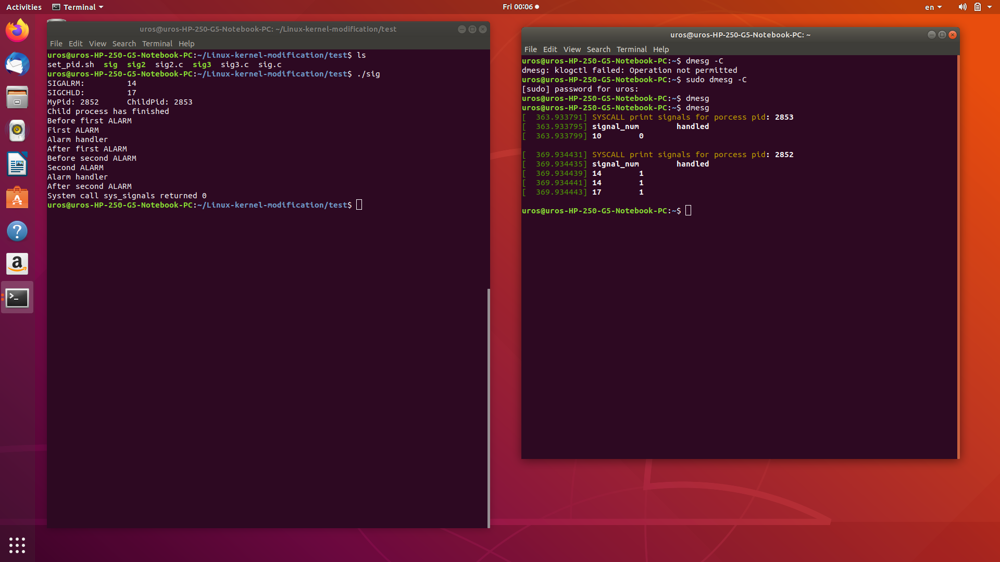 Activities Terminal Fri 00:06 en
uros@uros-HP-250-G5-Notebook-PC: ~/Linux-kernel-modification/test
File Edit View Search Terminal Help
uros@uros-HP-250-G5-Notebook-PC:~/Linux-kernel-modification/test$ ls
set_pid.sh sig sig2 sig2.c sig3 sig3.c sig.c
uros@uros-HP-250-G5-Notebook-PC:~/Linux-kernel-modification/test$ ./sig
SIGALRM: 14
SIGCHLD: 17
MyPid: 2852 ChildPid: 2853
Child process has finished
Before first ALARM
First ALARM
Alarm handler
After first ALARM
Before second ALARM
Second ALARM
Alarm handler
After second ALARM
System call sys_signals returned 0
uros@uros-HP-250-G5-Notebook-PC:~/Linux-kernel-modification/test$
uros@uros-HP-250-G5-Notebook-PC: ~
File Edit View Search Terminal Help
uros@uros-HP-250-G5-Notebook-PC:~$ dmesg -C
dmesg: klogctl failed: Operation not permitted
uros@uros-HP-250-G5-Notebook-PC:~$ sudo dmesg -C
[sudo] password for uros:
uros@uros-HP-250-G5-Notebook-PC:~$ dmesg
uros@uros-HP-250-G5-Notebook-PC:~$ dmesg
[  363.933791] SYSCALL print signals for porcess pid: 2853
[  363.933795] signal_num handled
[  363.933799] 10 0
[  369.934431] SYSCALL print signals for porcess pid: 2852
[  369.934435] signal_num handled
[  369.934439] 14 1
[  369.934441] 14 1
[  369.934443] 17 1
uros@uros-HP-250-G5-Notebook-PC:~$